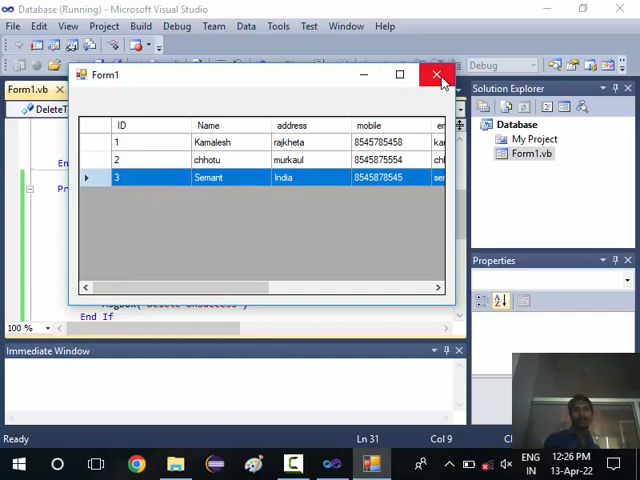 Database (Running) - Microsoft Visual Studio
File Edit View Project Build Debug Team Data Tools Test Window Help
Debug
Form1.vb
DeleteT
Form1
ID Name address mobile
1 Kamalesh rajkheta 8545785458
2 chhotu murkaul 8545875554
3 Semant India 8545878545
End If
100 %
Immediate Window
Solution Explorer
Database
My Project
Form1.vb
Properties
Ready Ln 31 Col 9
ENG 12:26 PM
IN 13-Apr-22